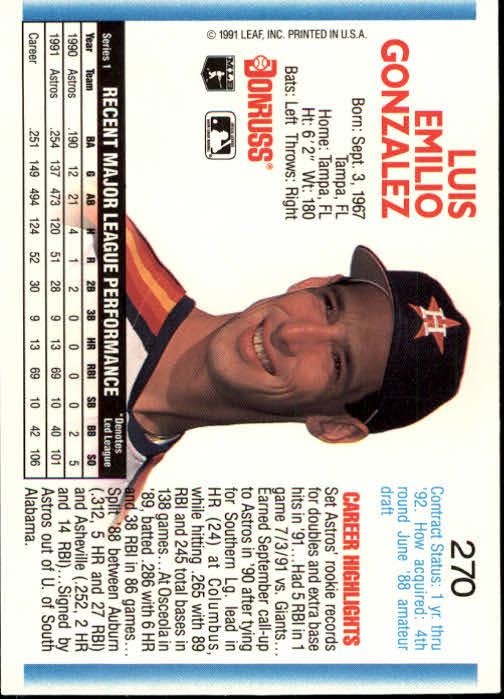 LUIS
EMILIO
GONZALEZ
Born: Sept. 3, 1967
Tampa, FL
Home: Tampa, FL
Ht: 6'2" Wt: 180
Bats: Left Throws: Right
DONRUSS®
MLB
© 1991 LEAF, INC. PRINTED IN U.S.A.
270
Contract Status: 1 yr. thru
'92. How acquired: 4th
round June '88 amateur
draft
CAREER HIGHLIGHTS
Set Astros' rookie records
for doubles and extra base
hits in '91...Had 5 RBI in 1
game 7/3/91 vs. Giants...
Earned September call-up
to Astros in '90 after tying
for Southern Lg. lead in
HR (24) at Columbus,
while hitting .265 with 89
RBI and 245 total bases in
138 games...At Osceola in
'89, batted .286 with 6 HR
and 38 RBI in 86 games...
Split '88 between Auburn
(.312, 5 HR and 27 RBI)
and Asheville (.252, 2 HR
and 14 RBI)...Signed by
Astros out of U. of South
Alabama.
Series 1 RECENT MAJOR LEAGUE PERFORMANCE *Denotes
Led League
Year Team BA G AB H R 2B 3B HR RBI SB BB SO
1990 Astros .190 12 21 4 1 2 0 0 0 0 2 5
1991 Astros .254 137 473 120 51 28 9 13 69 10 40 101
Career .251 149 494 124 52 30 9 13 69 10 42 106
H